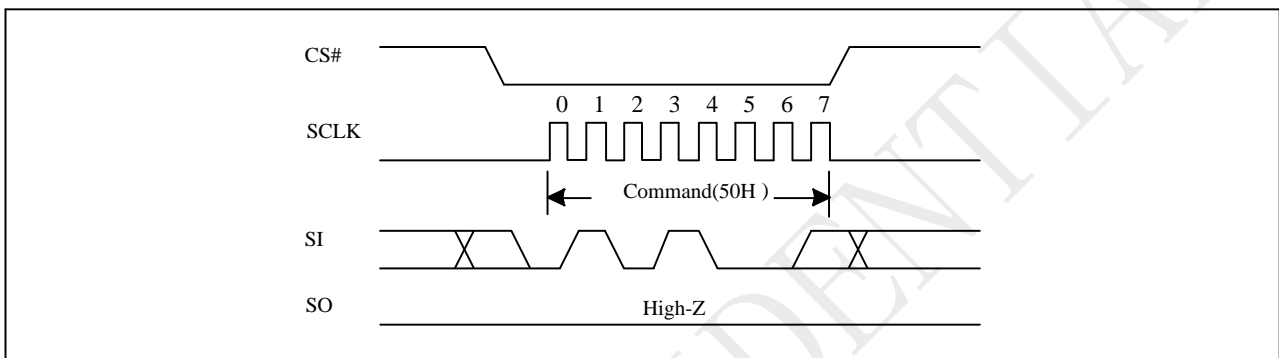 CS#
0 1 2 3 4 5 6 7
SCLK
Command(50H )
SI
SO
High-Z